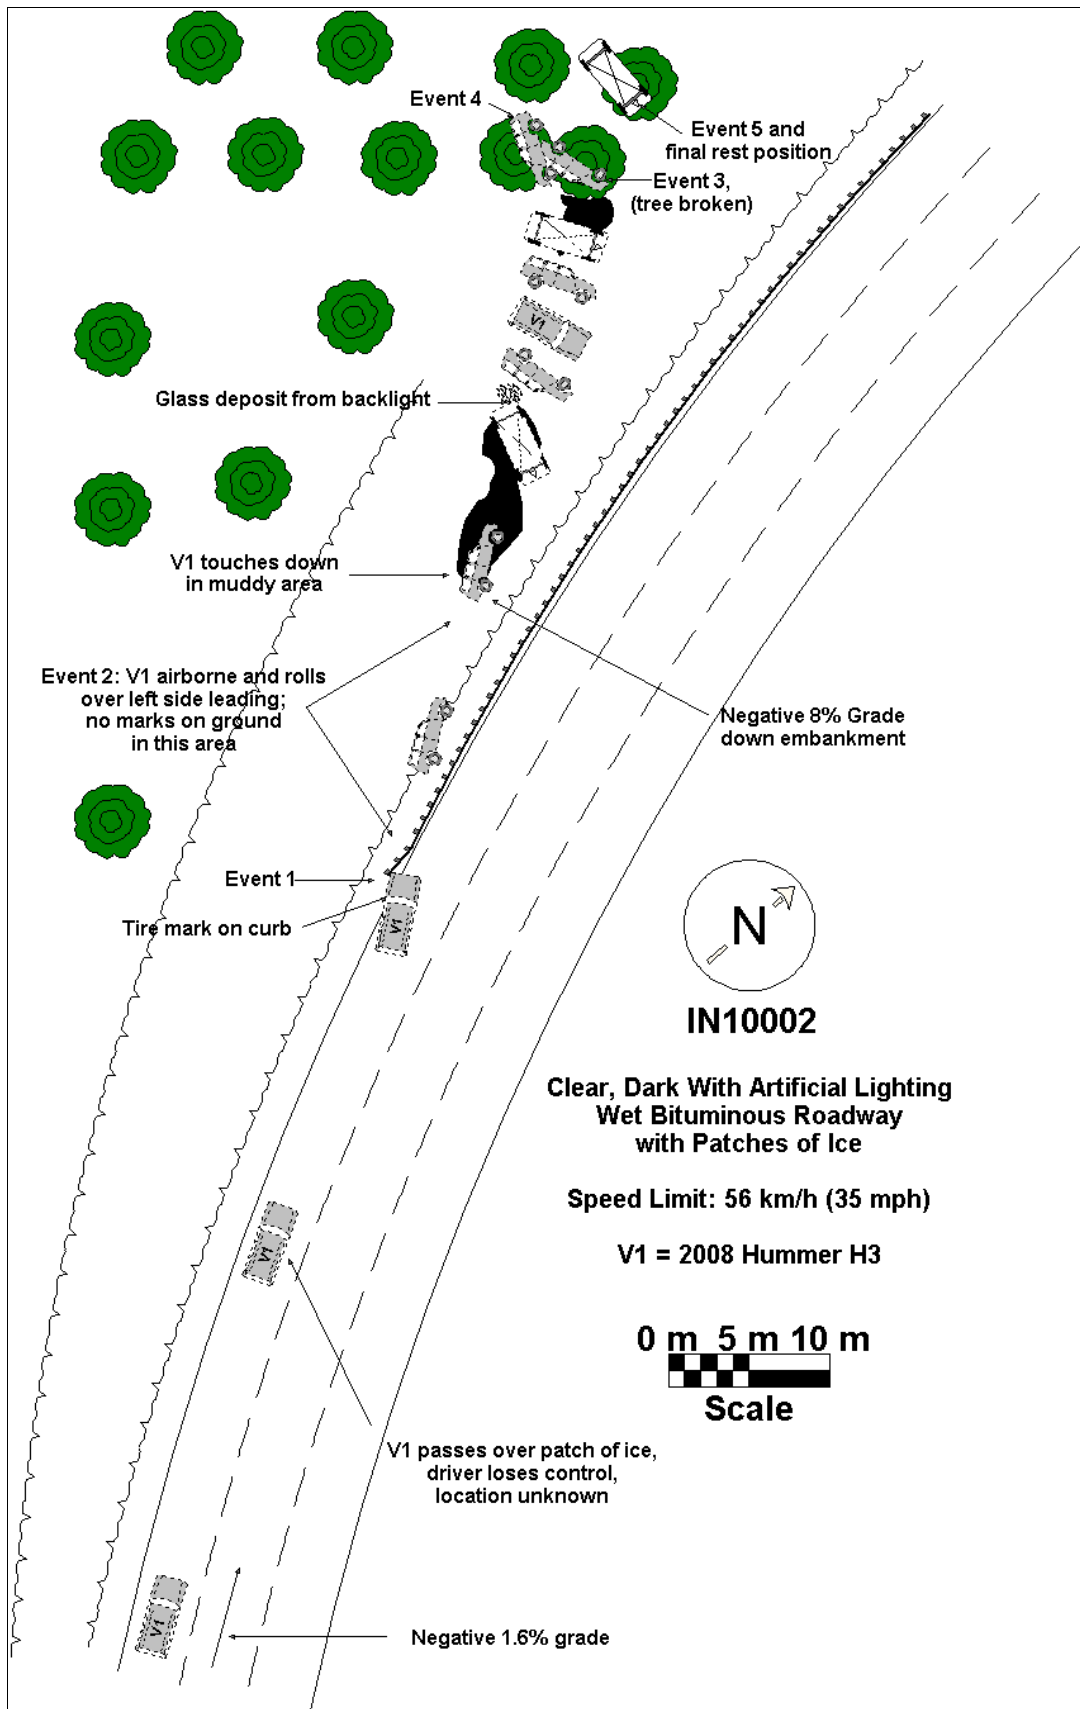 Event 4
Event 5 and
final rest position
Event 3,
(tree broken)
V1
Glass deposit from backlight
V1 touches down
in muddy area
Event 2: V1 airborne and rolls
over left side leading;
no marks on ground
in this area
Negative 8% Grade
down embankment
Event 1
Tire mark on curb
V1
N
IN10002
Clear, Dark With Artificial Lighting
Wet Bituminous Roadway
with Patches of Ice
Speed Limit: 56 km/h (35 mph)
V1 = 2008 Hummer H3
V1
0 m 5 m 10 m
Scale
V1 passes over patch of ice,
driver loses control,
location unknown
V1
Negative 1.6% grade